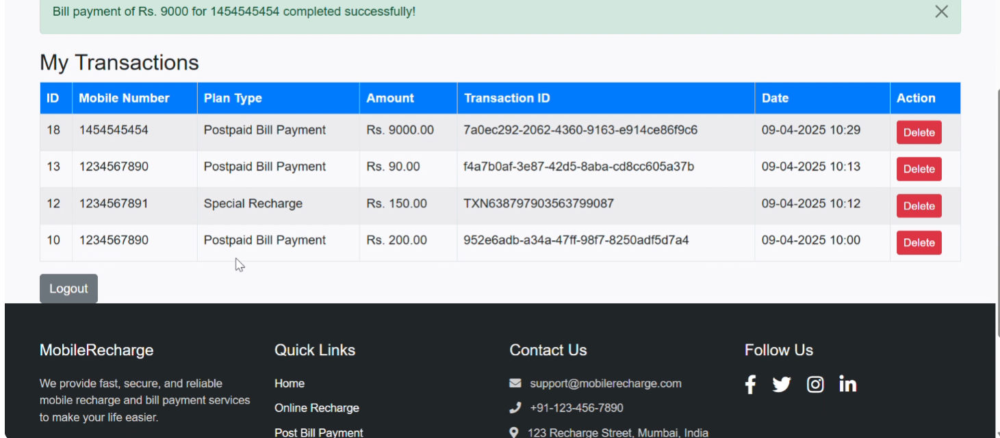 Bill payment of Rs. 9000 for 1454545454 completed successfully!
My Transactions
ID Mobile Number Plan Type Amount Transaction ID Date Action
18 1454545454 Postpaid Bill Payment Rs. 9000.00 7a0ec292-2062-4360-9163-e914ce86f9c6 09-04-2025 10:29 Delete
13 1234567890 Postpaid Bill Payment Rs. 90.00 f4a7b0af-3e87-42d5-8aba-cd8cc605a37b 09-04-2025 10:13 Delete
12 1234567891 Special Recharge Rs. 150.00 TXN638797903563799087 09-04-2025 10:12 Delete
10 1234567890 Postpaid Bill Payment Rs. 200.00 952e6adb-a34a-47ff-98f7-8250adf5d7a4 09-04-2025 10:00 Delete
Logout
MobileRecharge
We provide fast, secure, and reliable
mobile recharge and bill payment services
to make your life easier.
Quick Links
Home
Online Recharge
Post Bill Payment
Contact Us
support@mobilerecharge.com
+91-123-456-7890
123 Recharge Street, Mumbai, India
Follow Us